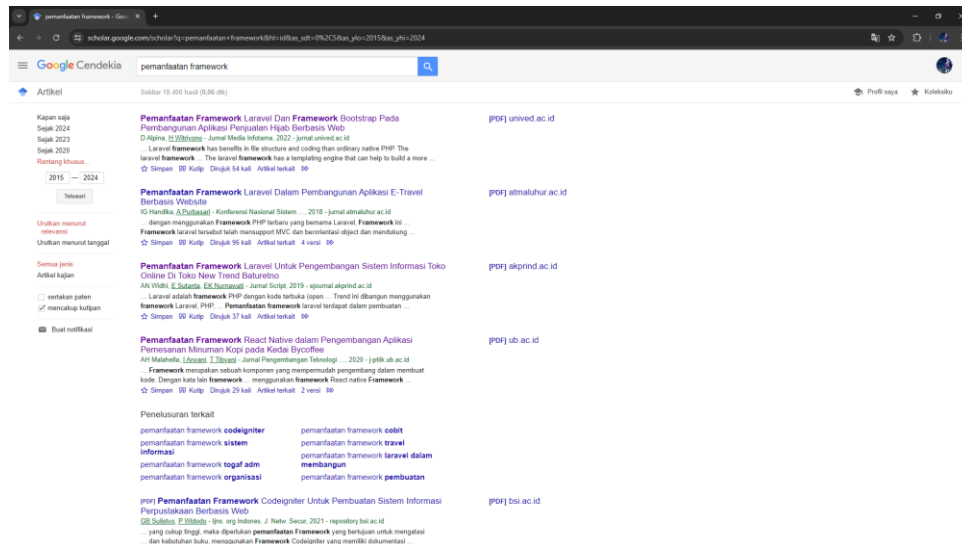 pemanfaatan framework - Goo
scholar.google.com/scholar?q=pemanfaatan+framework&hl=id&as_sdt=0%2C5&as_ylo=2015&as_yhi=2024
Google Cendekia
pemanfaatan framework
Artikel
Sekitar 18.400 hasil (0,06 dtk)
Profil saya
Koleksiku
Kapan saja
Sejak 2024
Sejak 2023
Sejak 2020
Rentang khusus...
2015 — 2024
Telusuri
Urutkan menurut
relevansi
Urutkan menurut tanggal
Semua jenis
Artikel kajian
sertakan paten
mencakup kutipan
Buat notifikasi
Pemanfaatan Framework Laravel Dan Framework Bootstrap Pada
Pembangunan Aplikasi Penjualan Hijab Berbasis Web
D Alpina, H Witriyono - Jurnal Media Infotama, 2022 - jurnal.unived.ac.id
... Laravel framework has benefits in file structure and coding than ordinary native PHP. The
laravel framework ... The laravel framework has a templating engine that can help to build a more ...
Simpan Kutip Dirujuk 54 kali Artikel terkait
[PDF] unived.ac.id
Pemanfaatan Framework Laravel Dalam Pembangunan Aplikasi E-Travel
Berbasis Website
IG Handika, A Purbasari - Konferensi Nasional Sistem ..., 2018 - jurnal.atmaluhur.ac.id
... dengan menggunakan Framework PHP terbaru yang bernama Laravel, Framework Ini ...
Framework laravel tersebut telah mensupport MVC dan berorientasi object dan mendukung ...
Simpan Kutip Dirujuk 95 kali Artikel terkait 4 versi
[PDF] atmaluhur.ac.id
Pemanfaatan Framework Laravel Untuk Pengembangan Sistem Informasi Toko
Online Di Toko New Trend Baturetno
AN Widhi, E Sutanta, EK Nurnawati - Jurnal Script, 2019 - ejournal.akprind.ac.id
... Laravel adalah framework PHP dengan kode terbuka (open ... Trend ini dibangun menggunakan
framework Laravel, PHP, ... Pemanfaatan framework laravel terdapat dalam pembuatan ...
Simpan Kutip Dirujuk 37 kali Artikel terkait
[PDF] akprind.ac.id
Pemanfaatan Framework React Native dalam Pengembangan Aplikasi
Pemesanan Minuman Kopi pada Kedai Bycoffee
AH Malahella, I Arwani, T Tibyani - Jurnal Pengembangan Teknologi ..., 2020 - j-ptiik.ub.ac.id
... Framework merupakan sebuah komponen yang mempermudah pengembang dalam membuat
kode. Dengan kata lain framework ... menggunakan framework React native Framework ...
Simpan Kutip Dirujuk 29 kali Artikel terkait 2 versi
[PDF] ub.ac.id
Penelusuran terkait
pemanfaatan framework codeigniter
pemanfaatan framework sistem
informasi
pemanfaatan framework togaf adm
pemanfaatan framework organisasi
pemanfaatan framework cobit
pemanfaatan framework travel
pemanfaatan framework laravel dalam
membangun
pemanfaatan framework pembuatan
[PDF] Pemanfaatan Framework Codeigniter Untuk Pembuatan Sistem Informasi
Perpustakaan Berbasis Web
GB Sulistyo, P Widodo - Ijns. org Indones. J. Netw. Secur, 2021 - repository.bsi.ac.id
... yang cukup tinggi, maka diperlukan pemanfaatan Framework yang bertujuan untuk mengatasi
... dan kebutuhan buku, menggunakan Framework Codeigniter yang memiliki dokumentasi ...
[PDF] bsi.ac.id